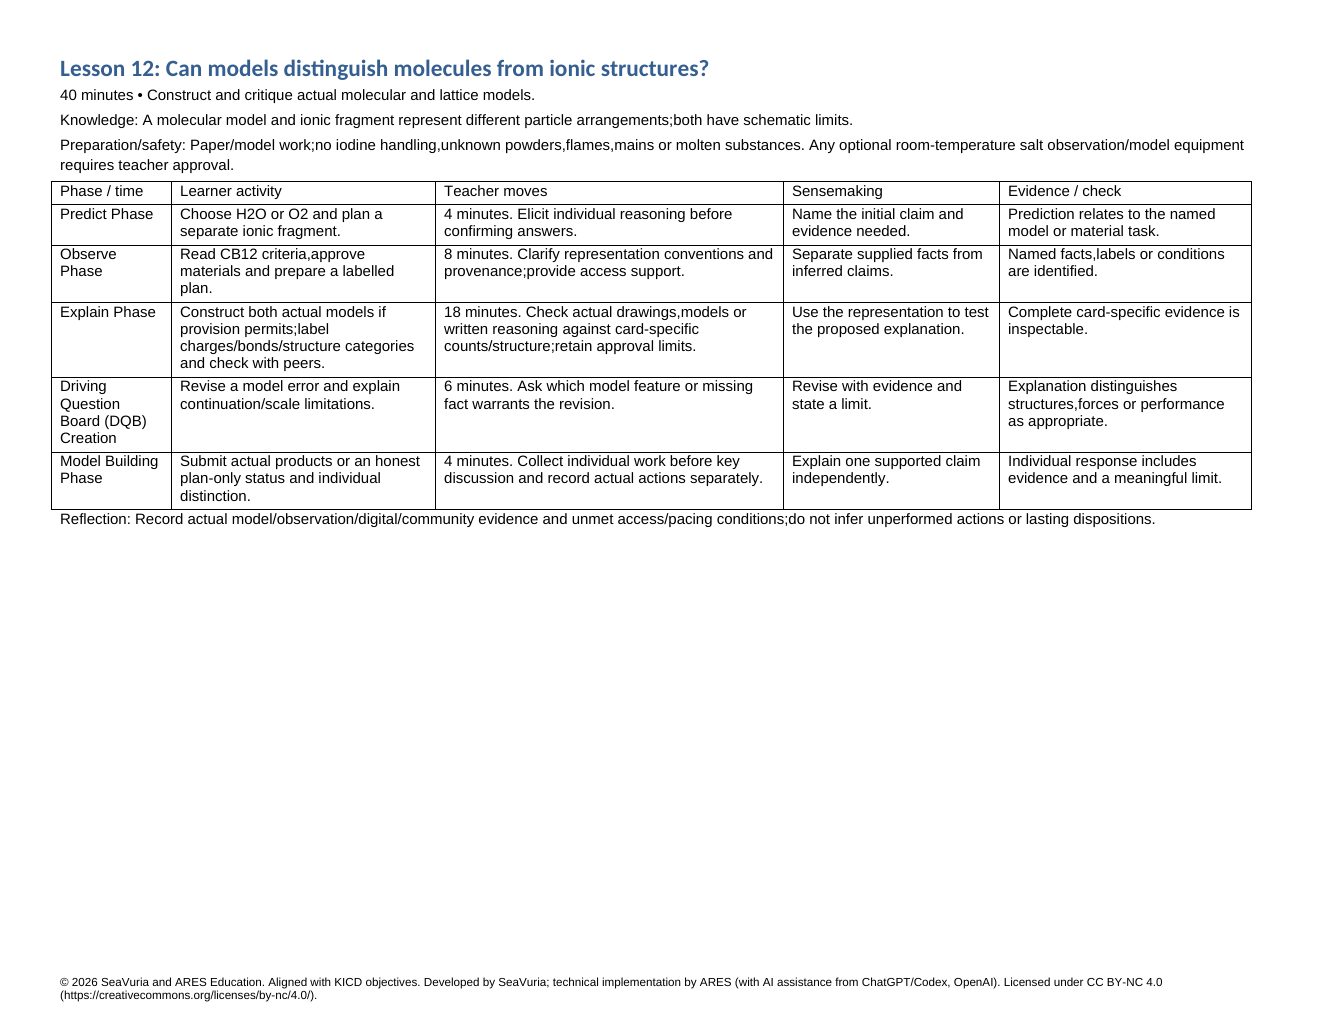 Lesson 12: Can models distinguish molecules from ionic structures?
40 minutes • Construct and critique actual molecular and lattice models.
Knowledge: A molecular model and ionic fragment represent different particle arrangements;both have schematic limits.
Preparation/safety: Paper/model work;no iodine handling,unknown powders,flames,mains or molten substances. Any optional room-temperature salt observation/model equipment
requires teacher approval.
Phase / time
Learner activity
Teacher moves
Sensemaking
Evidence / check
Predict Phase
Choose H2O or O2 and plan a
separate ionic fragment.
4 minutes. Elicit individual reasoning before
confirming answers.
Name the initial claim and
evidence needed.
Prediction relates to the named
model or material task.
Observe
Phase
Read CB12 criteria,approve
materials and prepare a labelled
plan.
8 minutes. Clarify representation conventions and
provenance;provide access support.
Separate supplied facts from
inferred claims.
Named facts,labels or conditions
are identified.
Explain Phase
Construct both actual models if
provision permits;label
charges/bonds/structure categories
and check with peers.
18 minutes. Check actual drawings,models or
written reasoning against card-specific
counts/structure;retain approval limits.
Use the representation to test
the proposed explanation.
Complete card-specific evidence is
inspectable.
Driving
Question
Board (DQB)
Creation
Revise a model error and explain
continuation/scale limitations.
6 minutes. Ask which model feature or missing
fact warrants the revision.
Revise with evidence and
state a limit.
Explanation distinguishes
structures,forces or performance
as appropriate.
Model Building
Phase
Submit actual products or an honest
plan-only status and individual
distinction.
4 minutes. Collect individual work before key
discussion and record actual actions separately.
Explain one supported claim
independently.
Individual response includes
evidence and a meaningful limit.
Reflection: Record actual model/observation/digital/community evidence and unmet access/pacing conditions;do not infer unperformed actions or lasting dispositions.
© 2026 SeaVuria and ARES Education. Aligned with KICD objectives. Developed by SeaVuria; technical implementation by ARES (with AI assistance from ChatGPT/Codex, OpenAI). Licensed under CC BY-NC 4.0
(https://creativecommons.org/licenses/by-nc/4.0/).